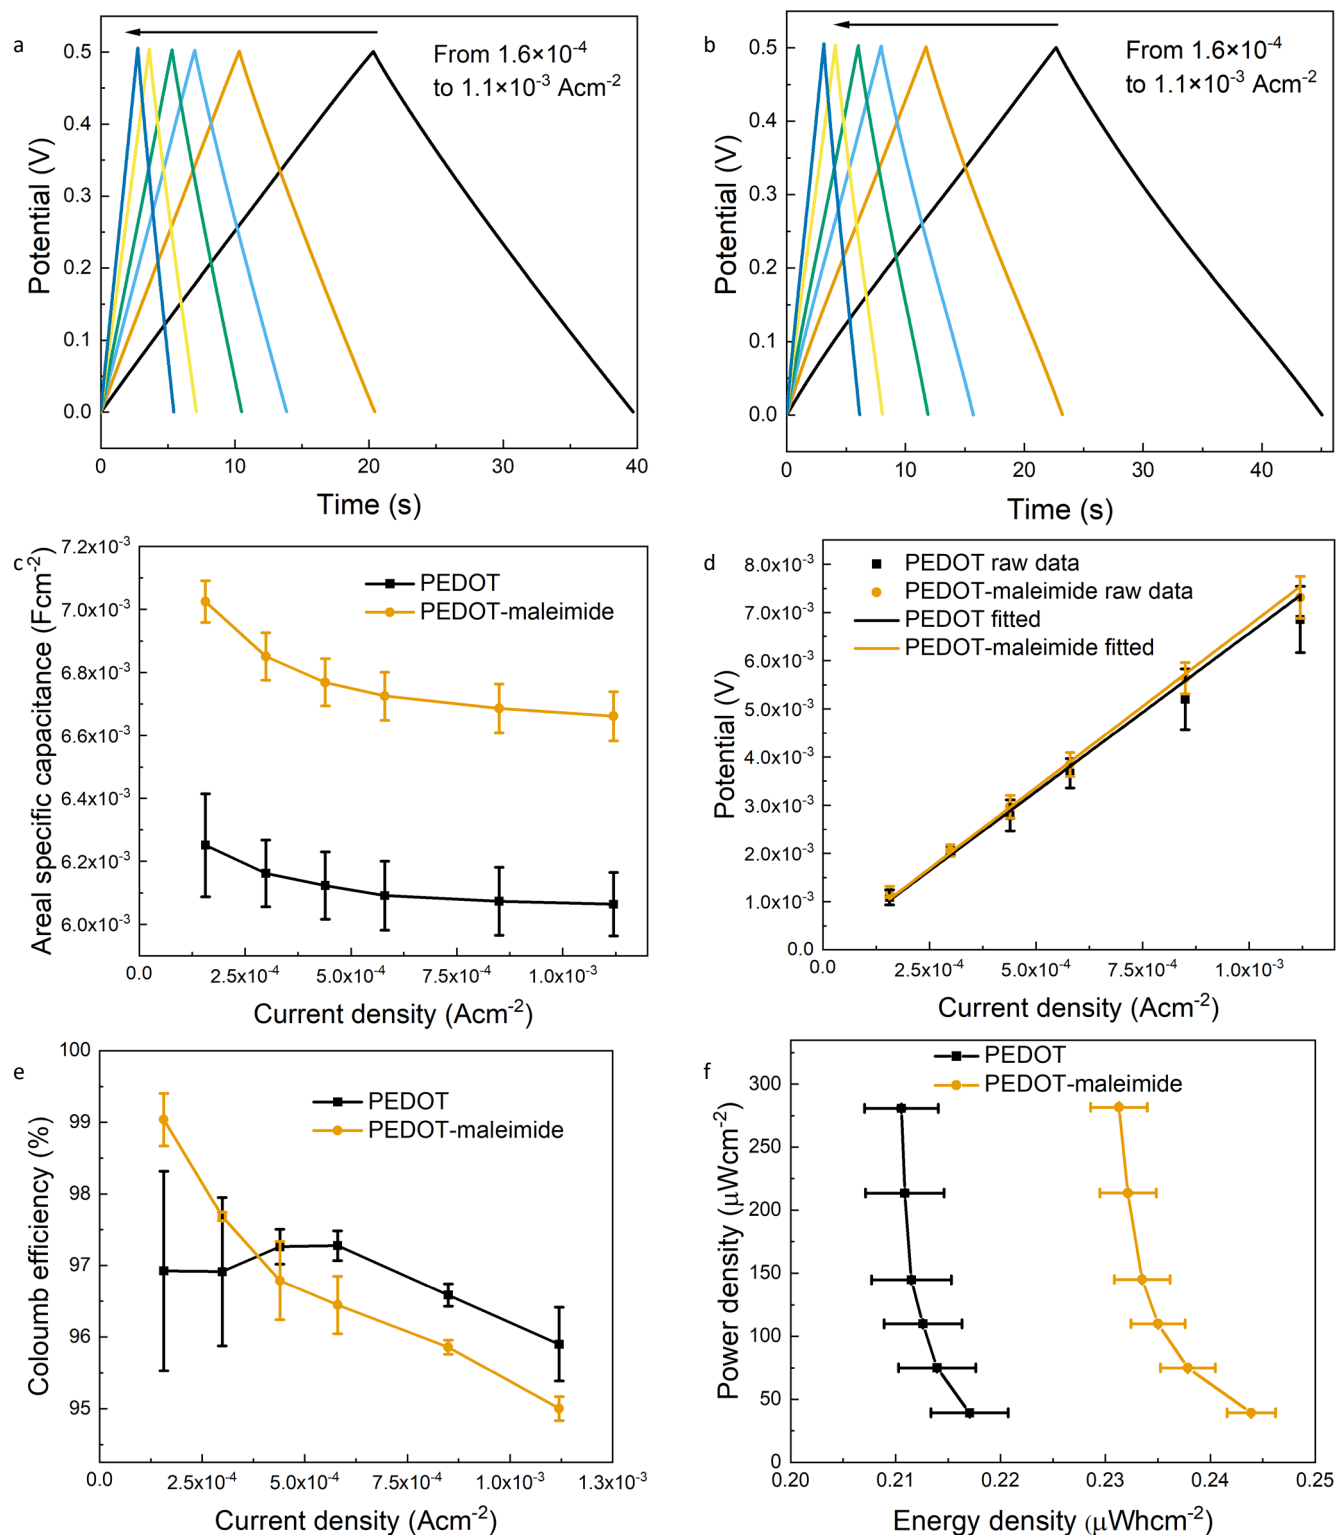 a
From 1.6×10-4
to 1.1×10-3 Acm-2
0.5
0.4
0.3
0.2
0.1
0.0
Potential (V)
0 10 20 30 40
Time (s)
b
From 1.6×10-4
to 1.1×10-3 Acm-2
0.5
0.4
0.3
0.2
0.1
0.0
Potential (V)
0 10 20 30 40
Time (s)
c
7.2x10-3
7.0x10-3
6.8x10-3
6.6x10-3
6.4x10-3
6.2x10-3
6.0x10-3
Areal specific capacitance (Fcm-2)
PEDOT
PEDOT-maleimide
0.0 2.5x10-4 5.0x10-4 7.5x10-4 1.0x10-3
Current density (Acm-2)
d
8.0x10-3
7.0x10-3
6.0x10-3
5.0x10-3
4.0x10-3
3.0x10-3
2.0x10-3
1.0x10-3
0.0
Potential (V)
PEDOT raw data
PEDOT-maleimide raw data
PEDOT fitted
PEDOT-maleimide fitted
0.0 2.5x10-4 5.0x10-4 7.5x10-4 1.0x10-3
Current density (Acm-2)
e
100
99
98
97
96
95
Coloumb efficiency (%)
PEDOT
PEDOT-maleimide
0.0 2.5x10-4 5.0x10-4 7.5x10-4 1.0x10-3 1.3x10-3
Current density (Acm-2)
f
300
250
200
150
100
50
0
Power density (μWcm-2)
PEDOT
PEDOT-maleimide
0.20 0.21 0.22 0.23 0.24 0.25
Energy density (μWhcm-2)